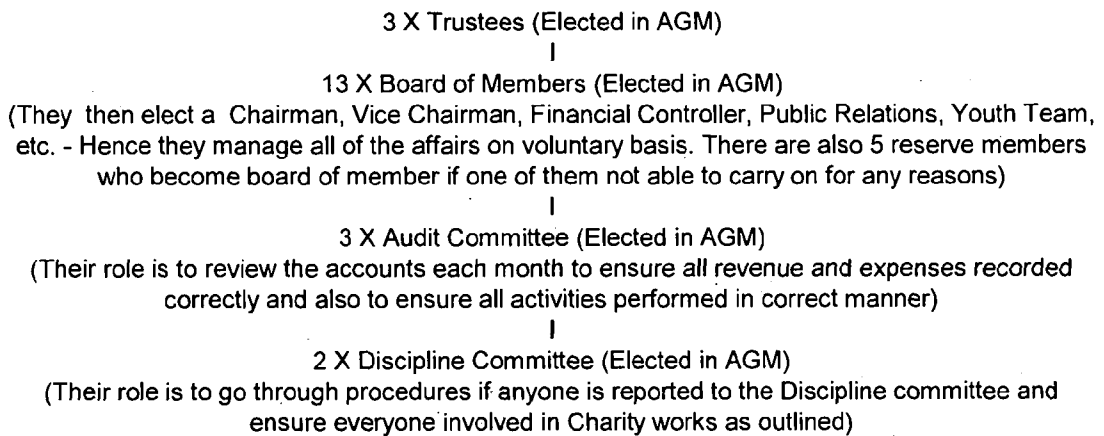 3 X Trustees (Elected in AGM)
|
13 X Board of Members (Elected in AGM)
(They then elect a Chairman, Vice Chairman, Financial Controller, Public Relations, Youth Team,
etc. - Hence they manage all of the affairs on voluntary basis. There are also 5 reserve members
who become board of member if one of them not able to carry on for any reasons)
|
3 X Audit Committee (Elected in AGM)
(Their role is to review the accounts each month to ensure all revenue and expenses recorded
correctly and also to ensure all activities performed in correct manner)
|
2 X Discipline Committee (Elected in AGM)
(Their role is to go through procedures if anyone is reported to the Discipline committee and
ensure everyone involved in Charity works as outlined)